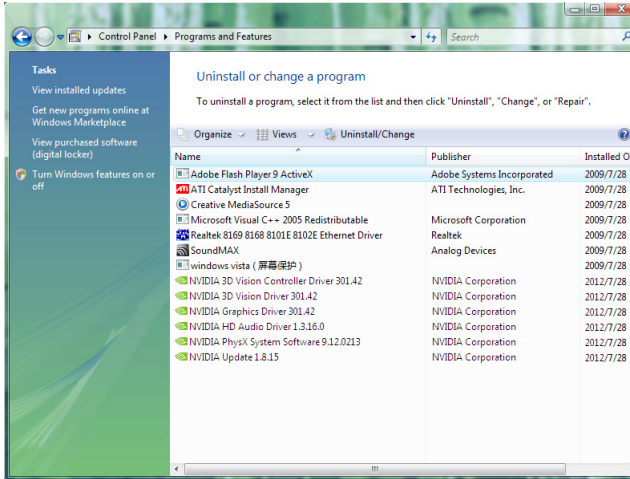 Control Panel ▸ Programs and Features
Search
Tasks
View installed updates
Get new programs online at
Windows Marketplace
View purchased software
(digital locker)
Turn Windows features on or
off
Uninstall or change a program
To uninstall a program, select it from the list and then click "Uninstall", "Change", or "Repair".
Organize Views Uninstall/Change
Name Publisher Installed O
Adobe Flash Player 9 ActiveX Adobe Systems Incorporated 2009/7/28
ATI Catalyst Install Manager ATI Technologies, Inc. 2009/7/28
Creative MediaSource 5 2009/7/28
Microsoft Visual C++ 2005 Redistributable Microsoft Corporation 2009/7/28
Realtek 8169 8168 8101E 8102E Ethernet Driver Realtek 2009/7/28
SoundMAX Analog Devices 2009/7/28
windows vista ( 屏幕保护 ) 2009/7/28
NVIDIA 3D Vision Controller Driver 301.42 NVIDIA Corporation 2012/7/28
NVIDIA 3D Vision Driver 301.42 NVIDIA Corporation 2012/7/28
NVIDIA Graphics Driver 301.42 NVIDIA Corporation 2012/7/28
NVIDIA HD Audio Driver 1.3.16.0 NVIDIA Corporation 2012/7/28
NVIDIA PhysX System Software 9.12.0213 NVIDIA Corporation 2012/7/28
NVIDIA Update 1.8.15 NVIDIA Corporation 2012/7/28